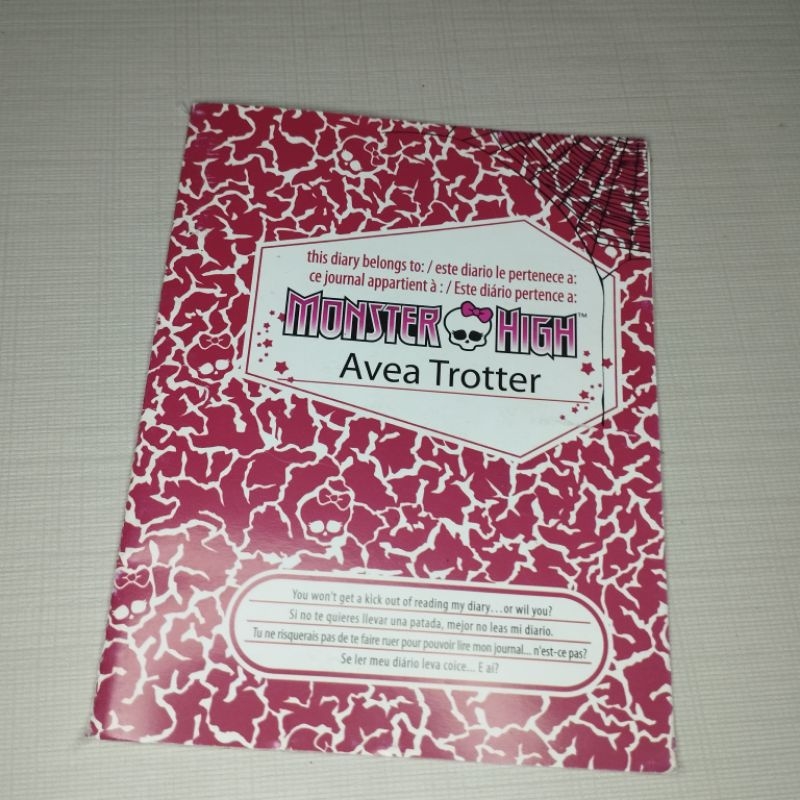 this diary belongs to: / este diario le pertenece a:
ce journal appartient à : / Este diário pertence a:
MONSTER HIGH™
Avea Trotter
You won't get a kick out of reading my diary...or wil you?
Si no te quieres llevar una patada, mejor no leas mi diario.
Tu ne risquerais pas de te faire ruer pour pouvoir lire mon journal... n'est-ce pas?
Se ler meu diário leva coice... E aí?